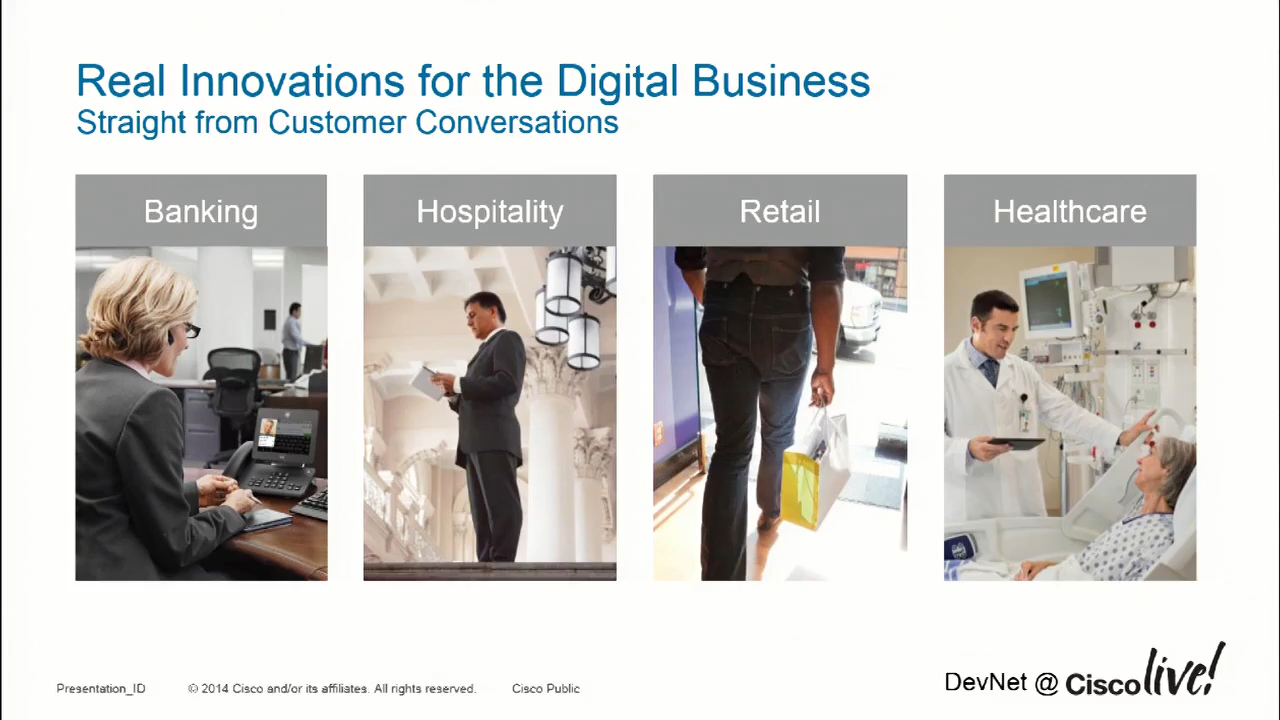 Real Innovations for the Digital Business
Straight from Customer Conversations
Banking
Hospitality
Retail
Healthcare
Presentation_ID
© 2014 Cisco and/or its affiliates. All rights reserved.
Cisco Public
DevNet @ Cisco live!